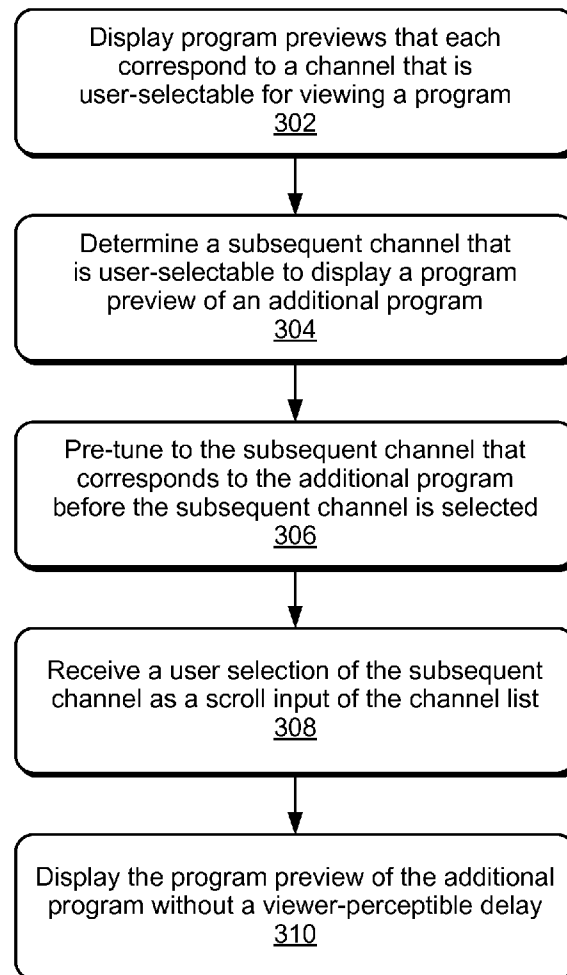 Display program previews that each
correspond to a channel that is
user-selectable for viewing a program
302
Determine a subsequent channel that
is user-selectable to display a program
preview of an additional program
304
Pre-tune to the subsequent channel that
corresponds to the additional program
before the subsequent channel is selected
306
Receive a user selection of the subsequent
channel as a scroll input of the channel list
308
Display the program preview of the additional
program without a viewer-perceptible delay
310